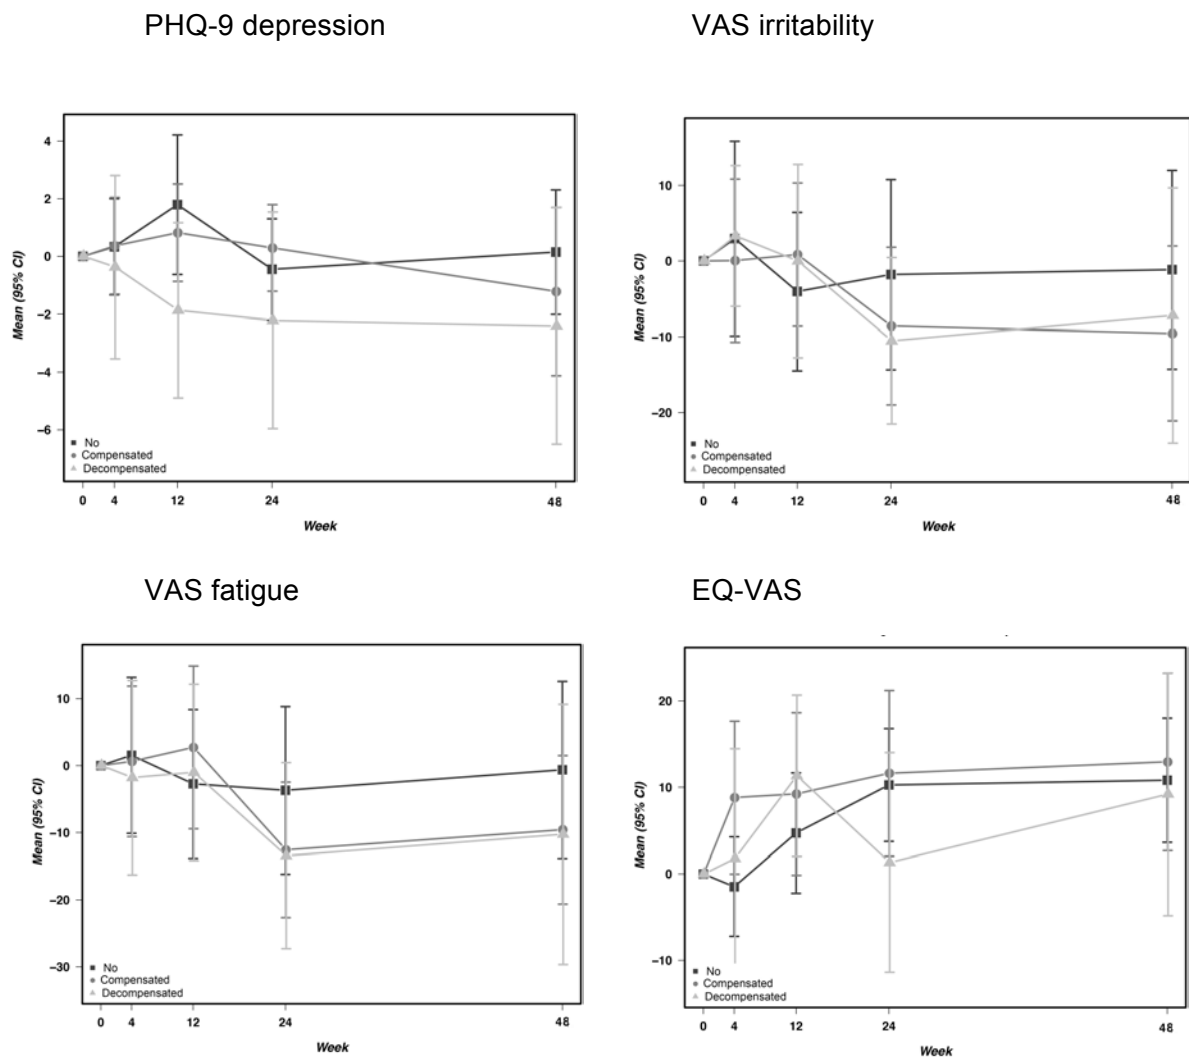 PHQ-9 depression
4
2
0
−2
−4
−6
Mean (95% CI)
No
Compensated
Decompensated
0 4 12 24 48
Week
VAS irritability
10
0
−10
−20
Mean (95% CI)
No
Compensated
Decompensated
0 4 12 24 48
Week
VAS fatigue
10
0
−10
−20
−30
Mean (95% CI)
No
Compensated
Decompensated
0 4 12 24 48
Week
EQ-VAS
20
10
0
−10
Mean (95% CI)
No
Compensated
Decompensated
0 4 12 24 48
Week